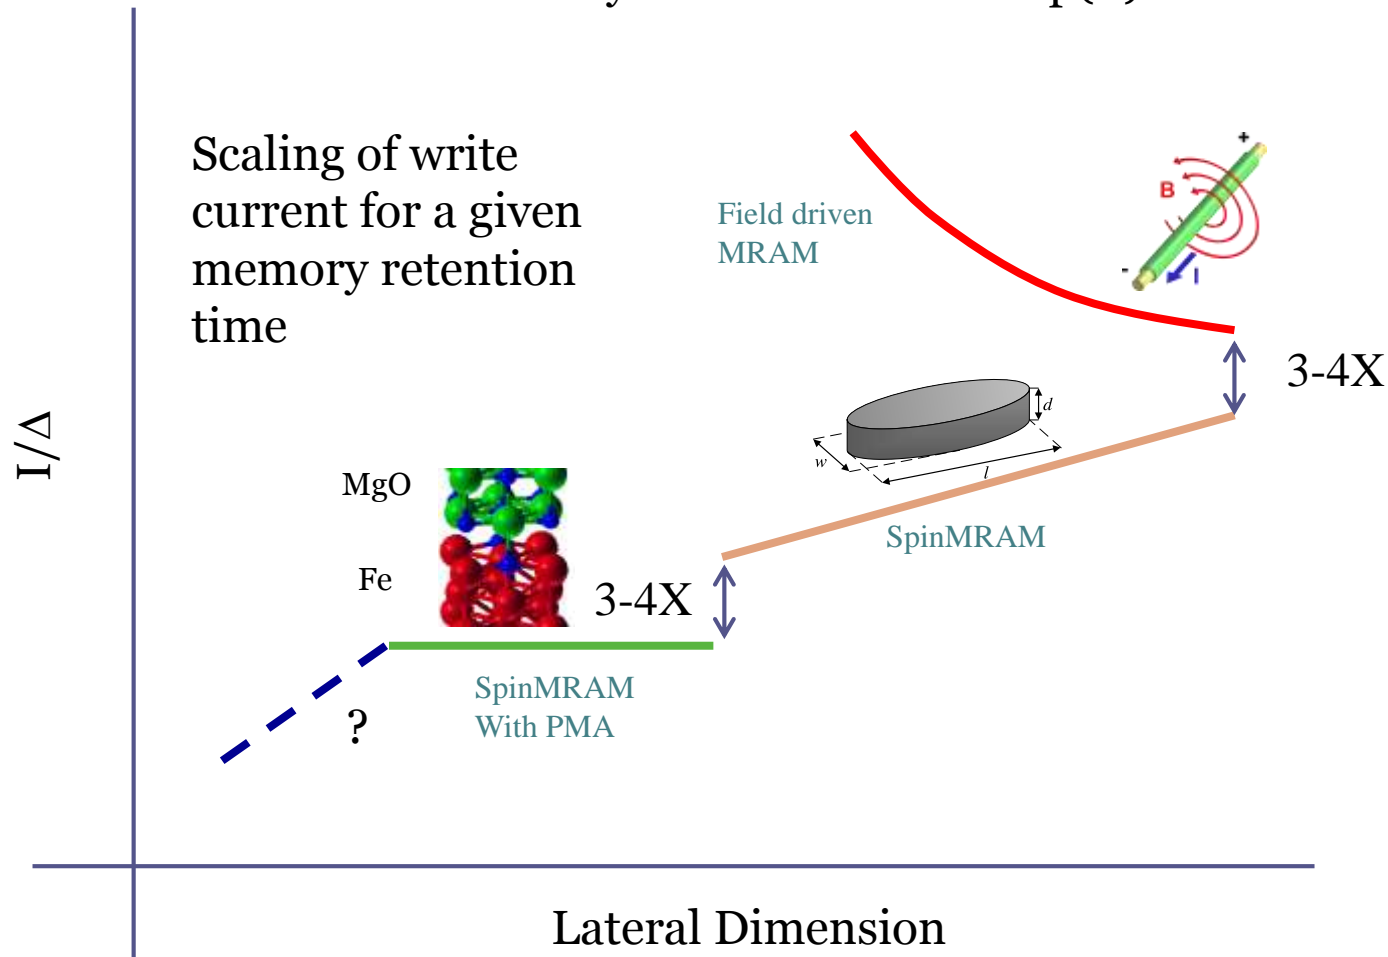 Scaling of write
current for a given
memory retention
time
Field driven
MRAM
+
B
-
I
3-4X
d
w
l
I/Δ
MgO
SpinMRAM
Fe
3-4X
SpinMRAM
With PMA
?
Lateral Dimension